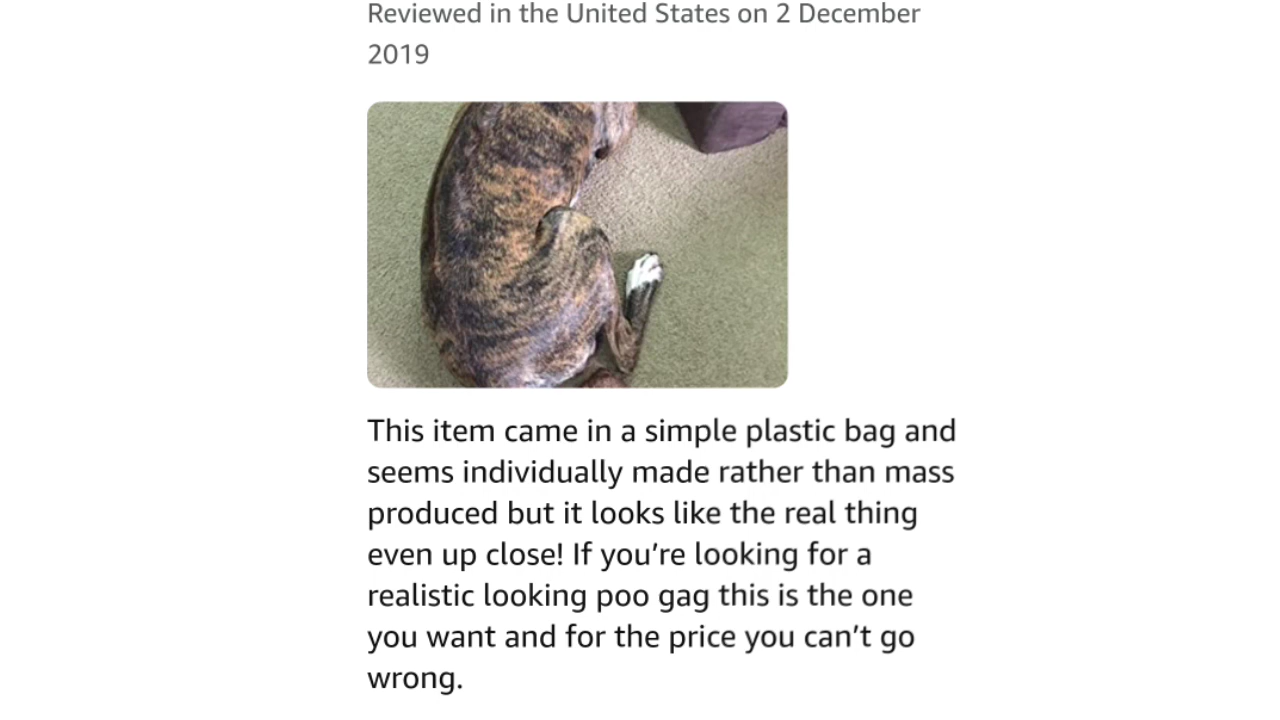 Reviewed in the United States on 2 December
2019
This item came in a simple plastic bag and
seems individually made rather than mass
produced but it looks like the real thing
even up close! If you’re looking for a
realistic looking poo gag this is the one
you want and for the price you can’t go
wrong.